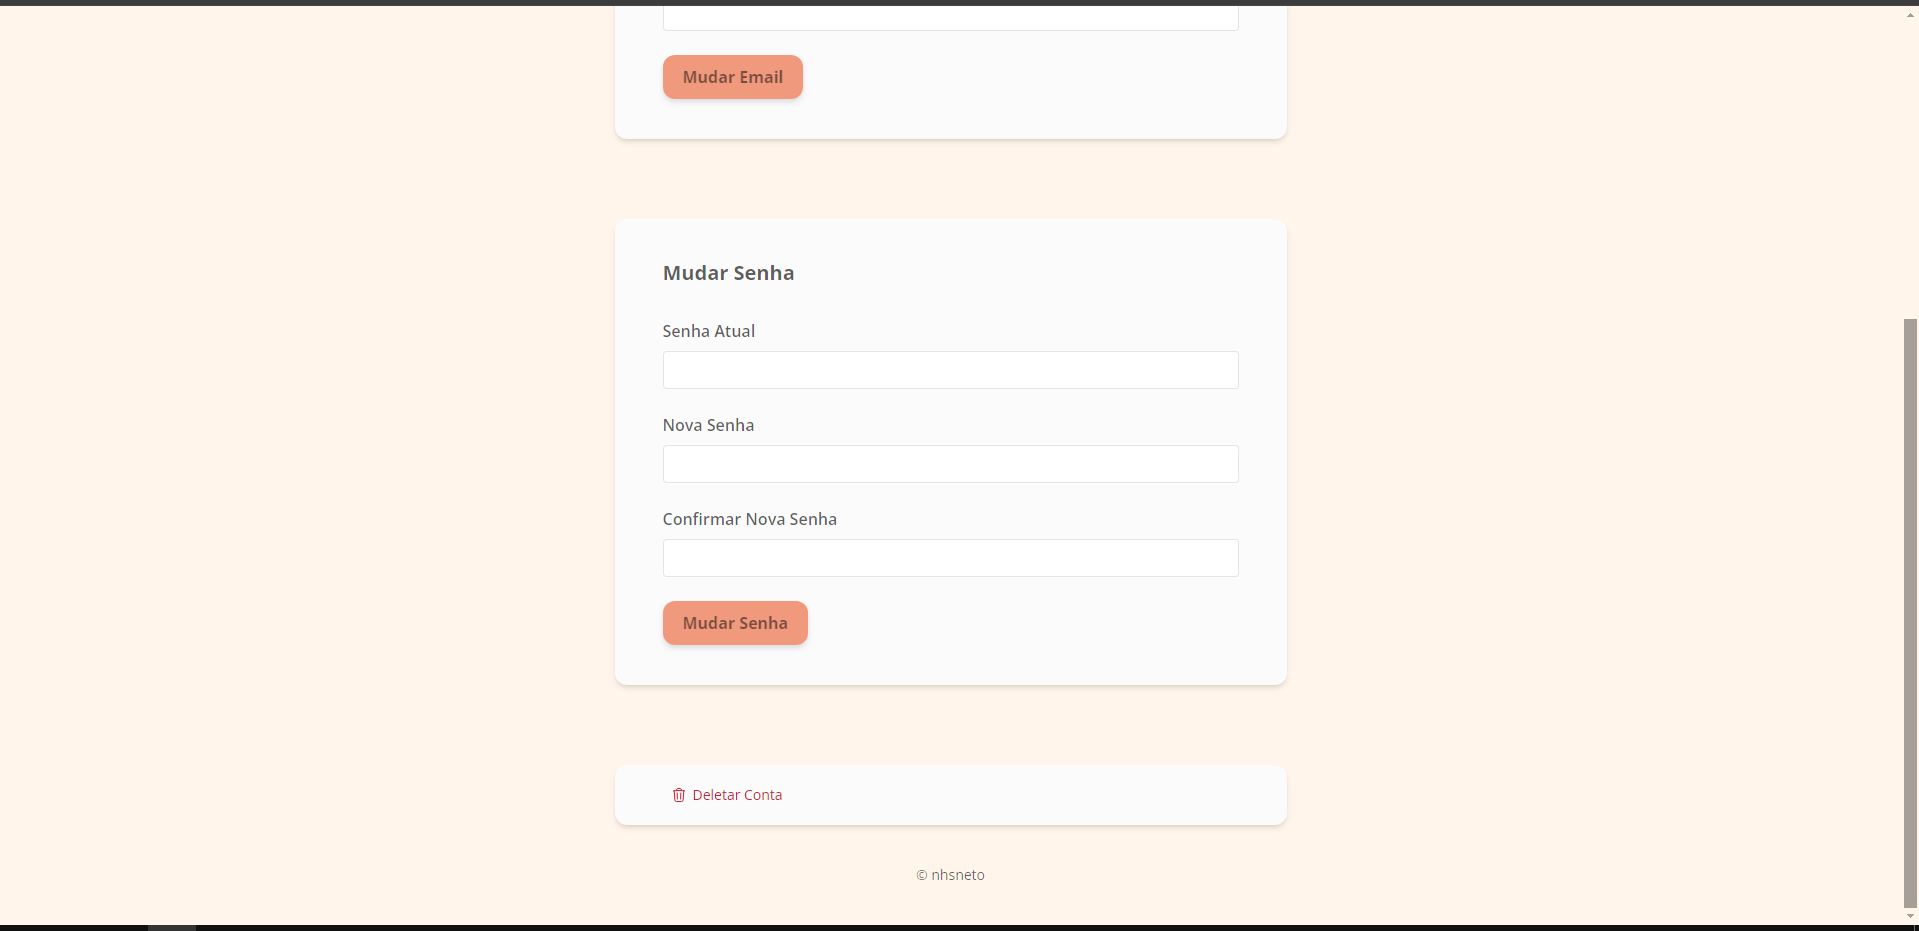 Mudar Email
Mudar Senha
Senha Atual
Nova Senha
Confirmar Nova Senha
Mudar Senha
Deletar Conta
© nhsneto